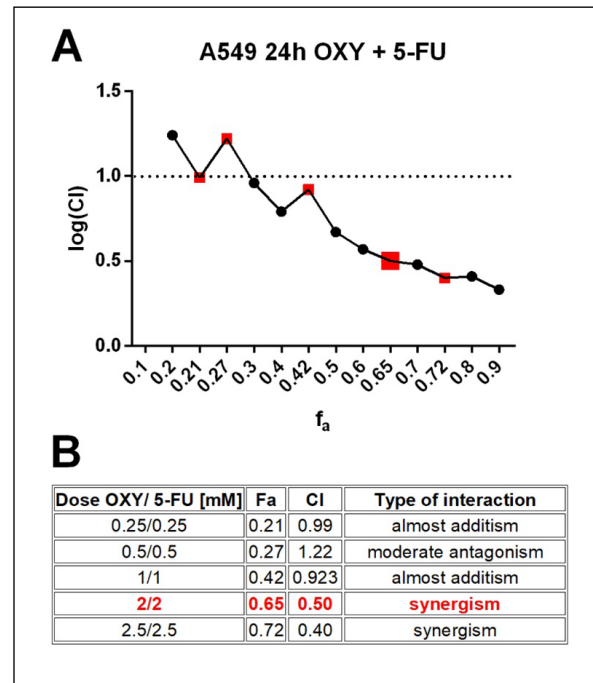 A
A549 24h OXY + 5-FU
1.5
1.0
0.5
0.0
log(CI)
0.1 0.2 0.21 0.27 0.3 0.4 0.42 0.5 0.6 0.65 0.7 0.72 0.8 0.9
fa
B
Dose OXY/ 5-FU [mM] Fa CI Type of interaction
0.25/0.25 0.21 0.99 almost additism
0.5/0.5 0.27 1.22 moderate antagonism
1/1 0.42 0.923 almost additism
2/2 0.65 0.50 synergism
2.5/2.5 0.72 0.40 synergism